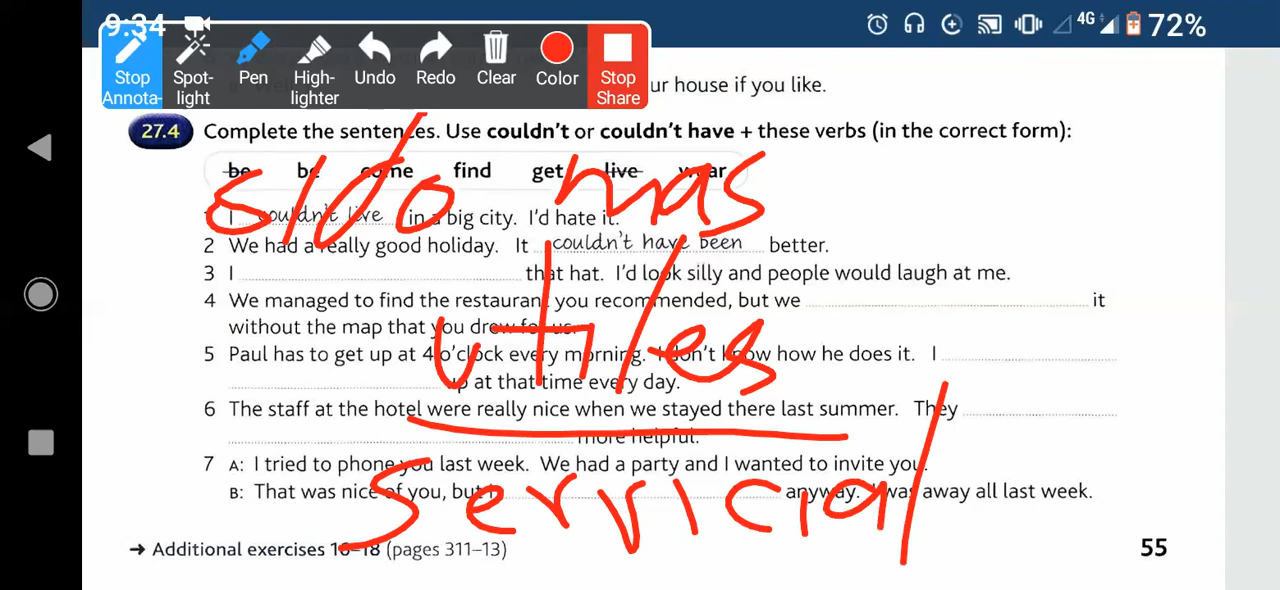 9:34 4G 72%
Stop Annota- Spot-light Pen High-lighter Undo Redo Clear Color Stop Share
ur house if you like.
27.4 Complete the sentences. Use couldn't or couldn't have + these verbs (in the correct form):
be be come find get live wear
sido mas
1 I couldn't live in a big city. I'd hate it.
2 We had a really good holiday. It couldn't have been better.
3 I that hat. I'd look silly and people would laugh at me.
4 We managed to find the restaurant you recommended, but we it
without the map that you drew for us.
utiles
5 Paul has to get up at 4 o'clock every morning. I don't know how he does it. I
up at that time every day.
6 The staff at the hotel were really nice when we stayed there last summer. They
more helpful.
7 A: I tried to phone you last week. We had a party and I wanted to invite you.
servicial
B: That was nice of you, but I anyway. I was away all last week.
→ Additional exercises 16–18 (pages 311–13) 55